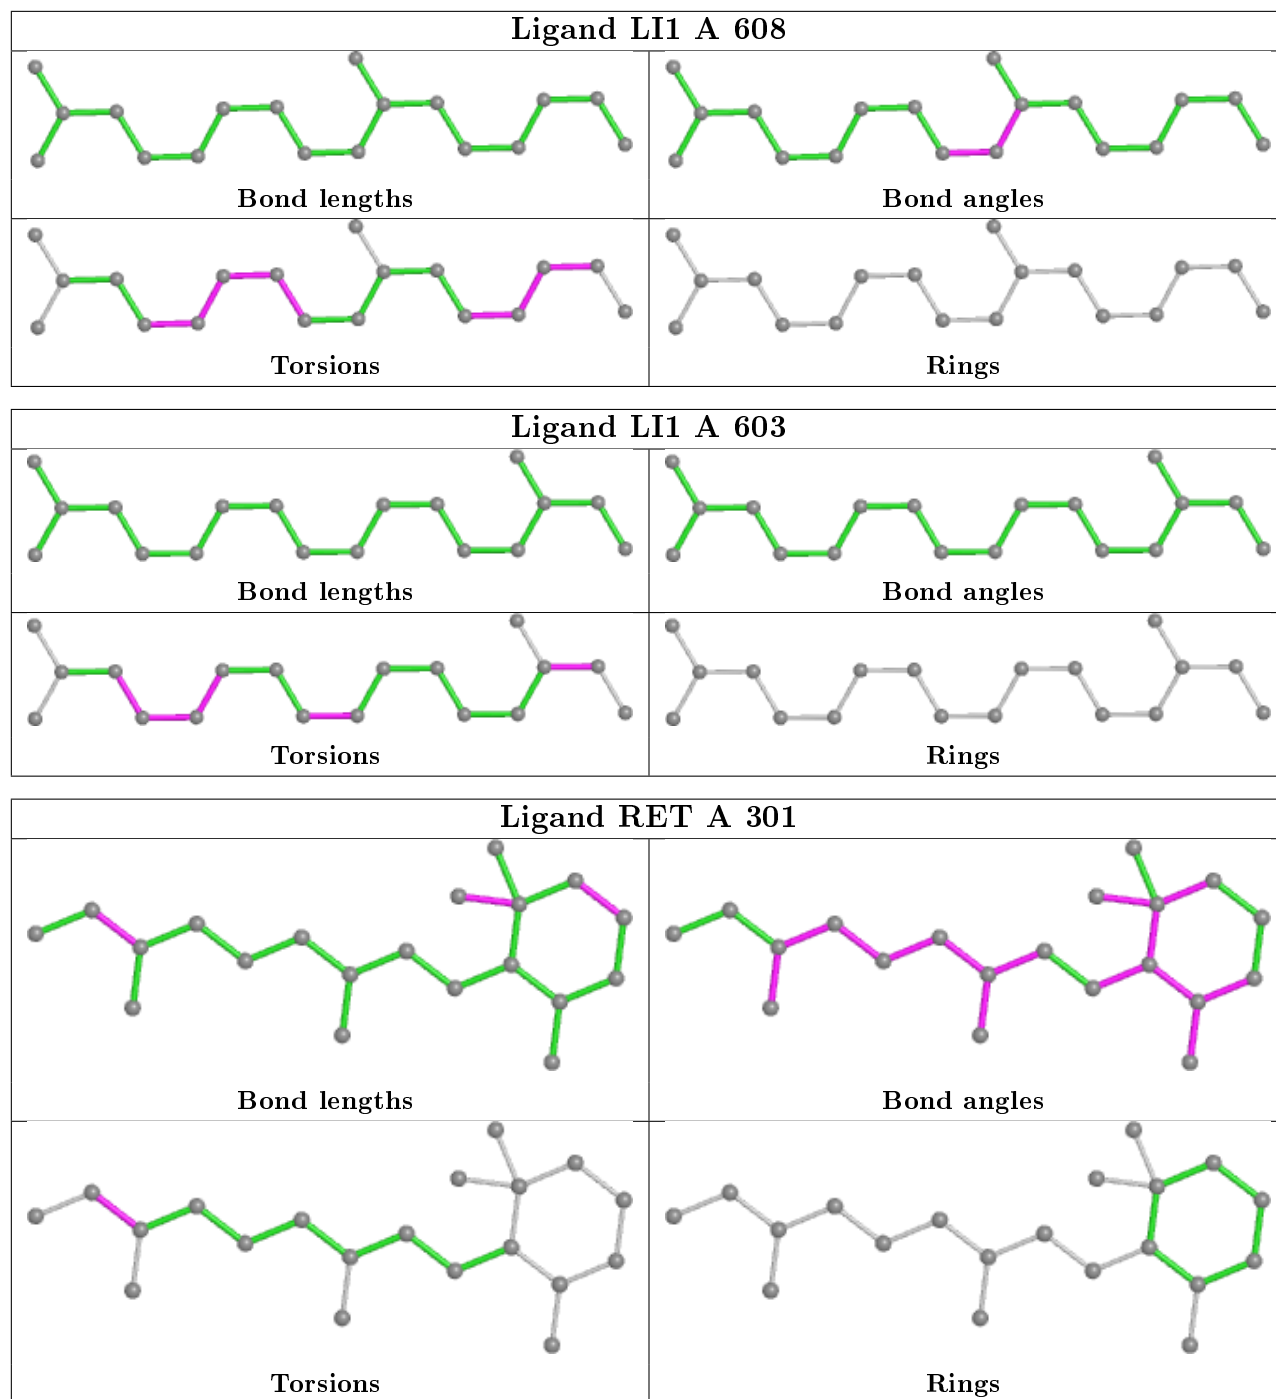 Ligand LI1 A 608
Bond lengths
Bond angles
Torsions
Rings
Ligand LI1 A 603
Bond lengths
Bond angles
Torsions
Rings
Ligand RET A 301
Bond lengths
Bond angles
Torsions
Rings